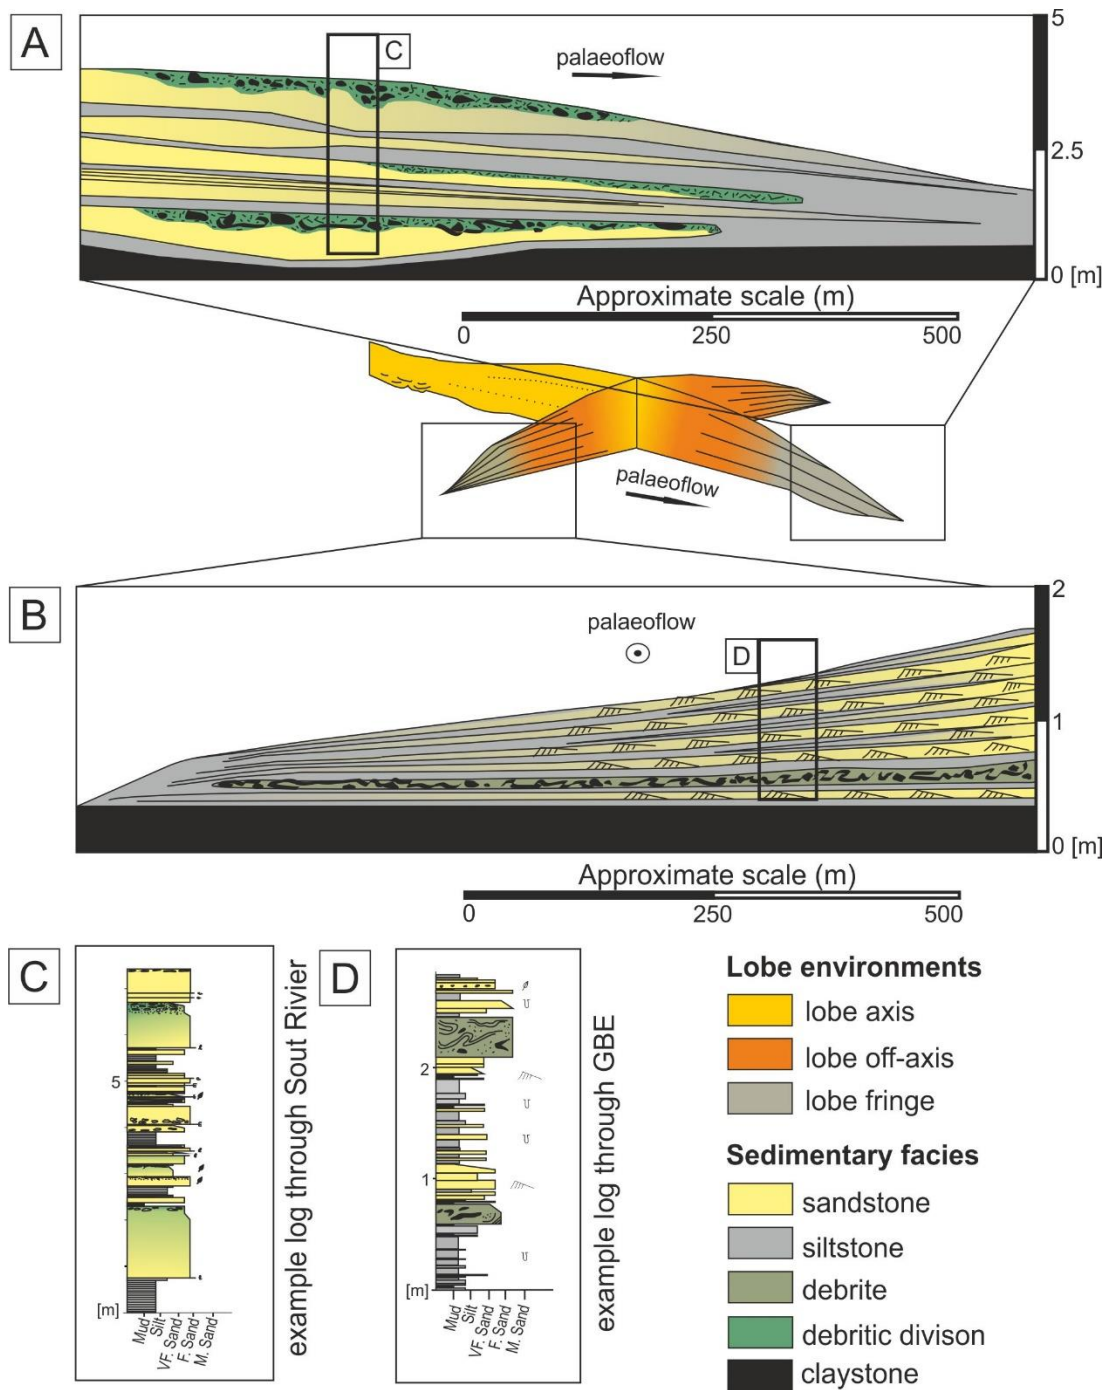 A
5
C
palaeoflow
2.5
0 [m]
Approximate scale (m)
0 250 500
palaeoflow
B
2
palaeoflow
D
1
0 [m]
Approximate scale (m)
0 250 500
C
5
[m]
Mud
Silt
VF. Sand
F. Sand
M. Sand
example log through Sout Rivier
D
2
1
[m]
Mud
Silt
VF. Sand
F. Sand
M. Sand
example log through GBE
Lobe environments
lobe axis
lobe off-axis
lobe fringe
Sedimentary facies
sandstone
siltstone
debrite
debritic divison
claystone